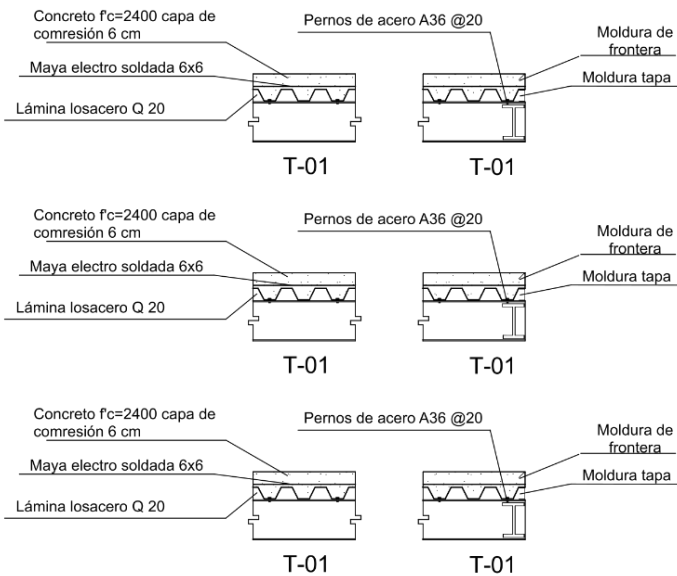 Concreto f'c=2400 capa de
comresión 6 cm
Maya electro soldada 6x6
Lámina losacero Q 20
Pernos de acero A36 @20
Moldura de
frontera
Moldura tapa
T-01
T-01
Concreto f'c=2400 capa de
comresión 6 cm
Maya electro soldada 6x6
Lámina losacero Q 20
Pernos de acero A36 @20
Moldura de
frontera
Moldura tapa
T-01
T-01
Concreto f'c=2400 capa de
comresión 6 cm
Maya electro soldada 6x6
Lámina losacero Q 20
Pernos de acero A36 @20
Moldura de
frontera
Moldura tapa
T-01
T-01